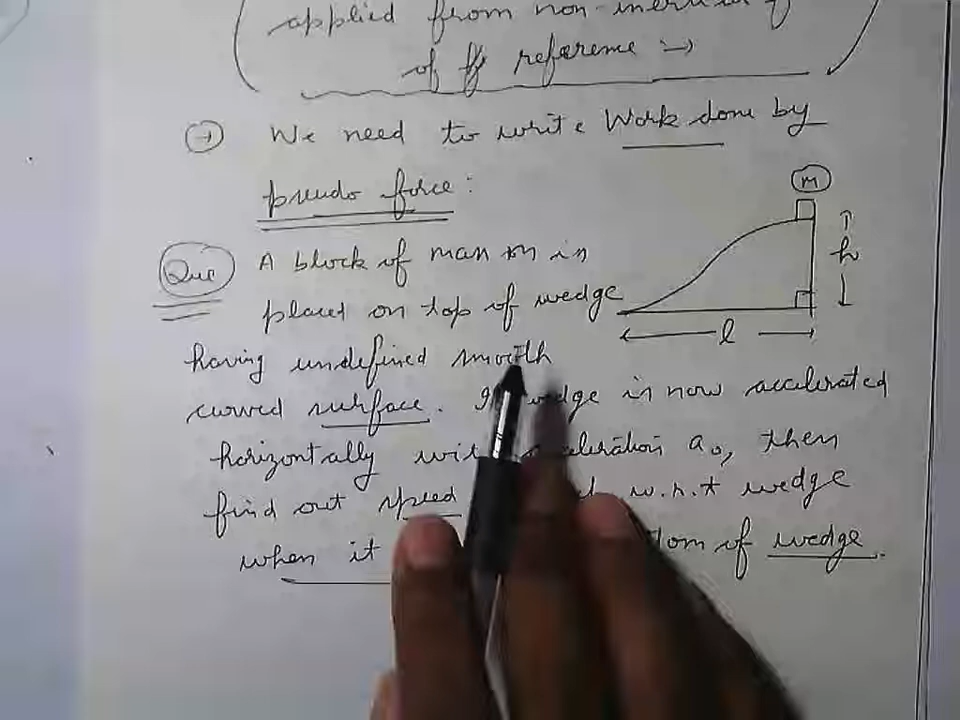 applied from non-inertial
of reference →
→ We need to write Work done by
pseudo force :
m
Que A block of mass m is
placed on top of wedge
h
l
having undefined smooth
curved surface. If wedge is now accelerated
horizontally acceleration a₀, then
find out speed w.r.t wedge
when it of wedge.